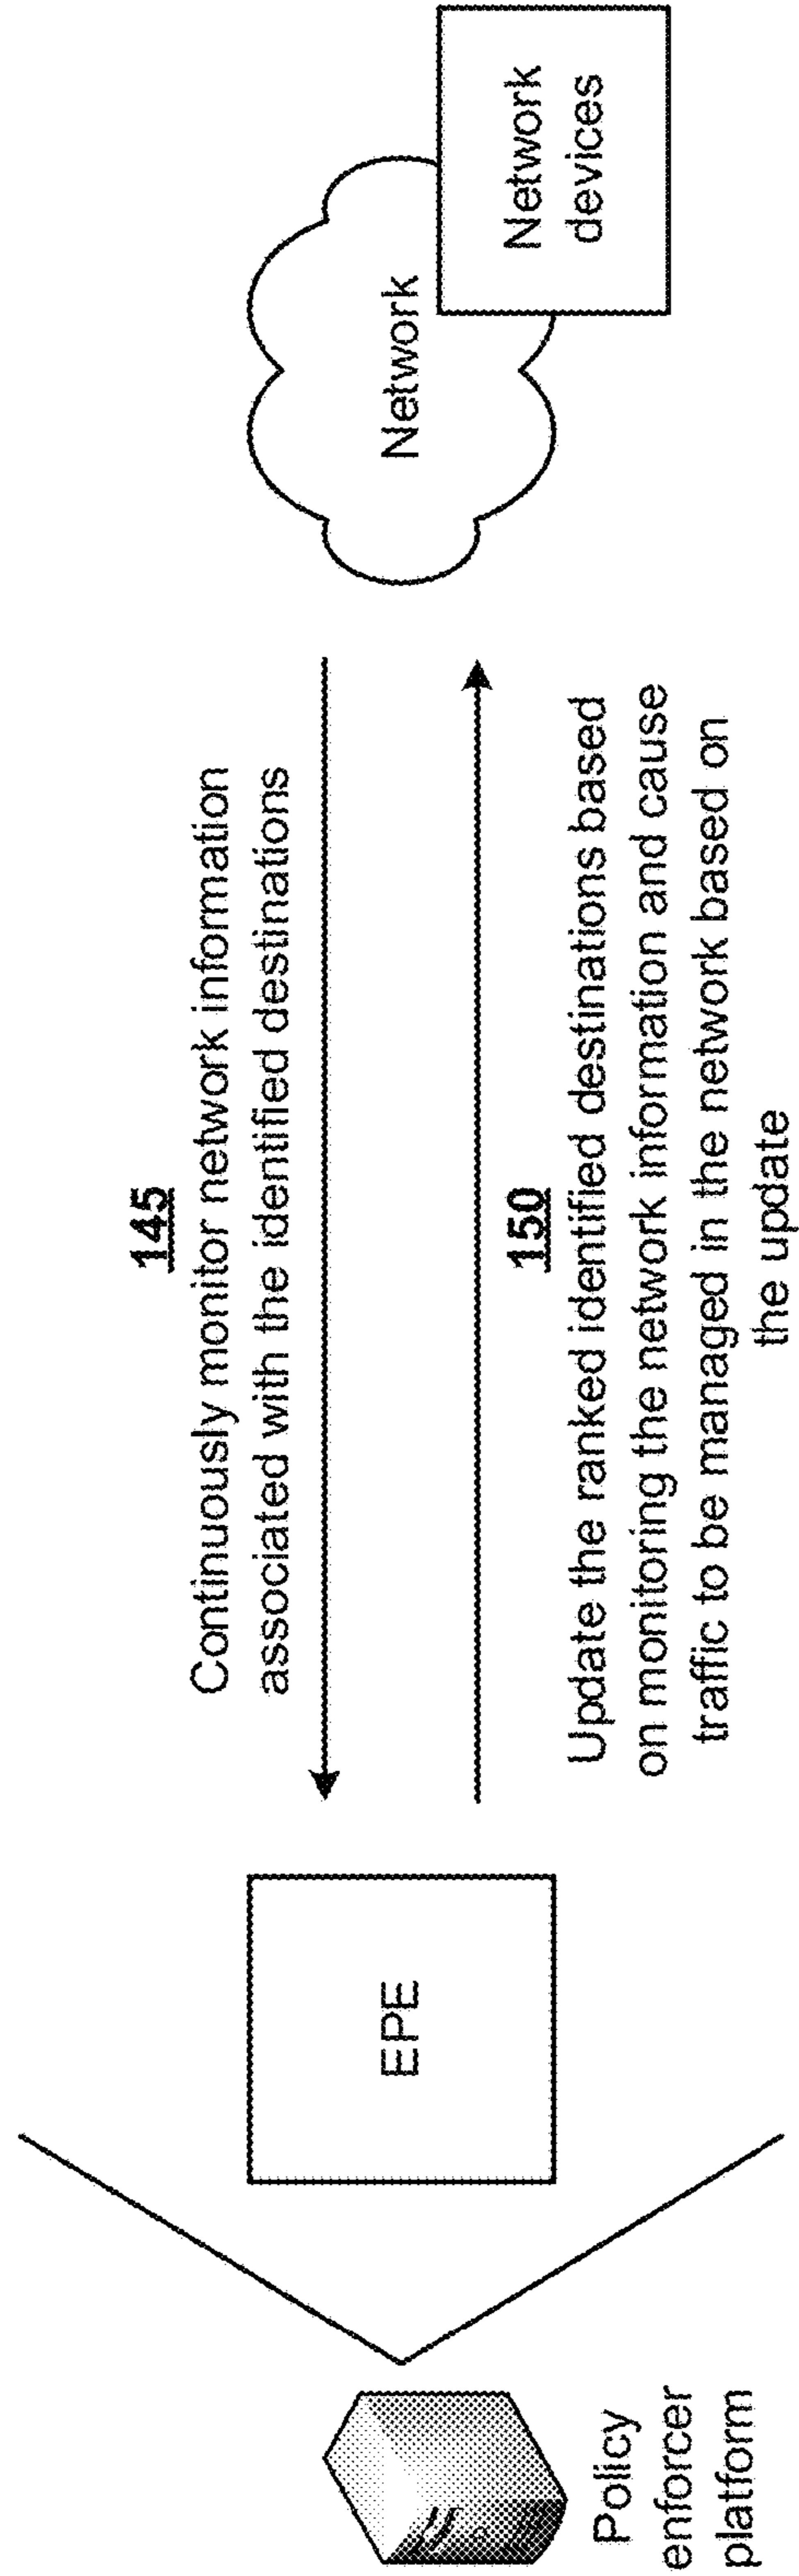 145
Continuously monitor network information
associated with the identified destinations
Policy
enforcer
platform
EPE
Network
Network
devices
150
Update the ranked identified destinations based
on monitoring the network information and cause
traffic to be managed in the network based on
the update